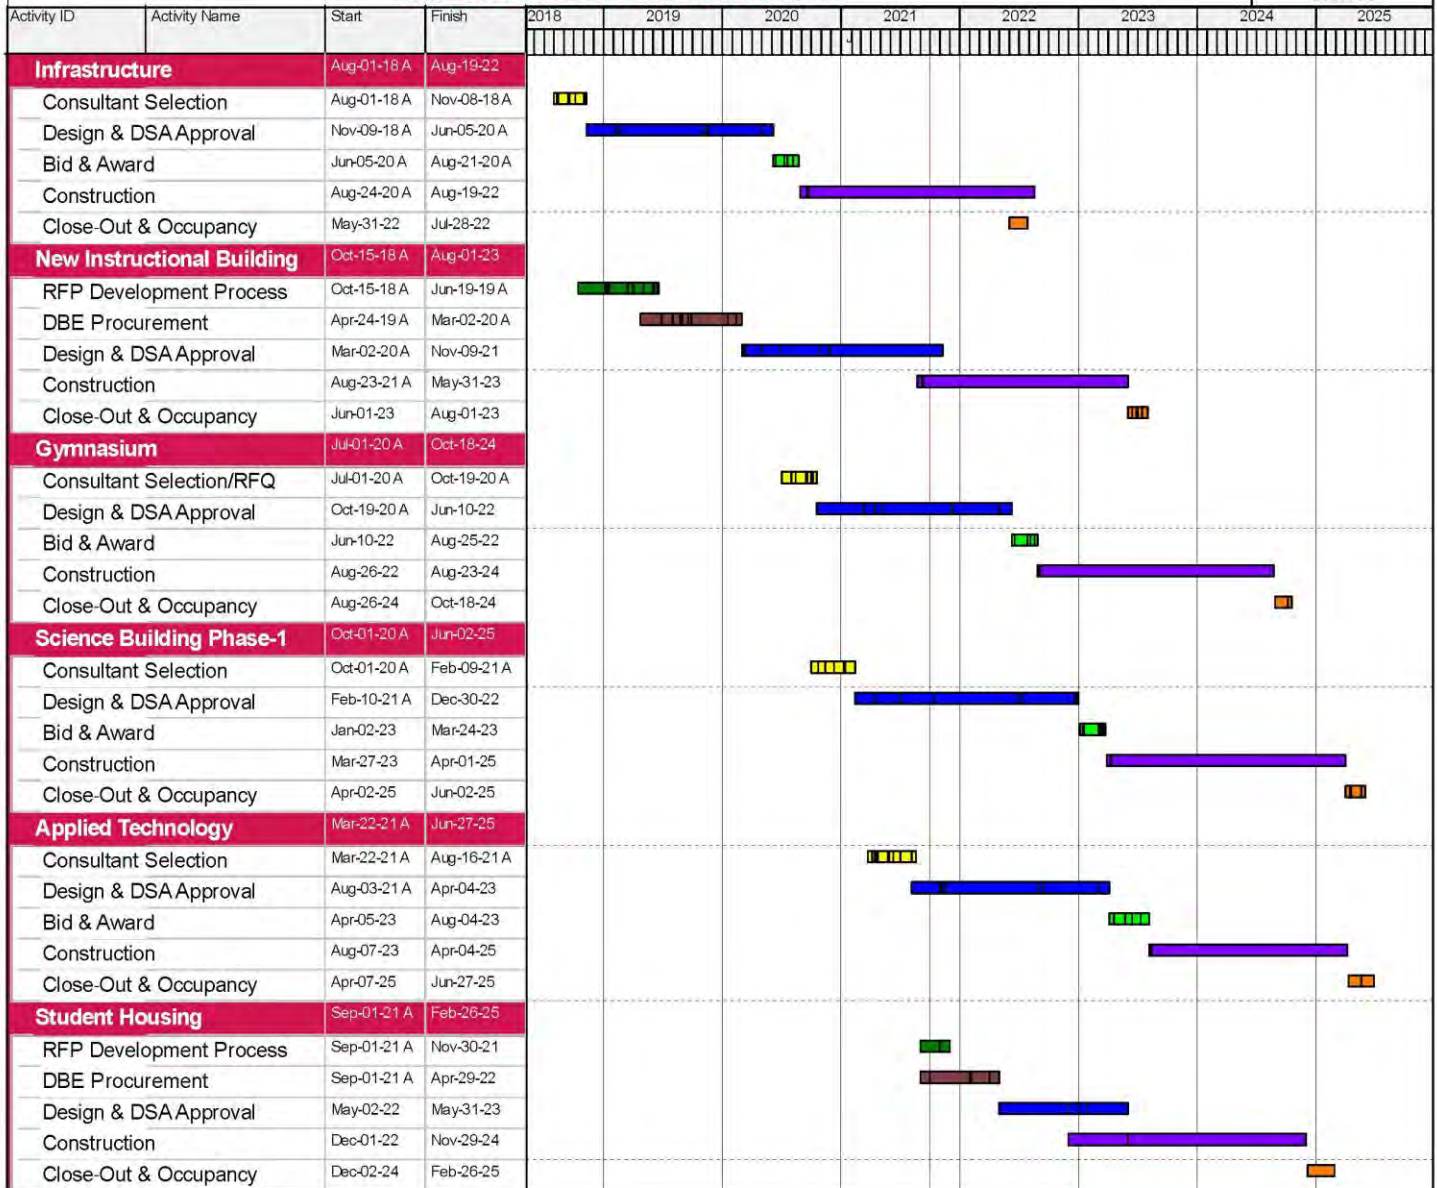 Activity ID Activity Name Start Finish 2018 2019 2020 2021 2022 2023 2024 2025
Infrastructure Aug-01-18 A Aug-19-22
Consultant Selection Aug-01-18 A Nov-08-18 A
Design & DSA Approval Nov-09-18 A Jun-05-20 A
Bid & Award Jun-05-20 A Aug-21-20 A
Construction Aug-24-20 A Aug-19-22
Close-Out & Occupancy May-31-22 Jul-28-22
New Instructional Building Oct-15-18 A Aug-01-23
RFP Development Process Oct-15-18 A Jun-19-19 A
DBE Procurement Apr-24-19 A Mar-02-20 A
Design & DSA Approval Mar-02-20 A Nov-09-21
Construction Aug-23-21 A May-31-23
Close-Out & Occupancy Jun-01-23 Aug-01-23
Gymnasium Jul-01-20 A Oct-18-24
Consultant Selection/RFQ Jul-01-20 A Oct-19-20 A
Design & DSA Approval Oct-19-20 A Jun-10-22
Bid & Award Jun-10-22 Aug-25-22
Construction Aug-26-22 Aug-23-24
Close-Out & Occupancy Aug-26-24 Oct-18-24
Science Building Phase-1 Oct-01-20 A Jun-02-25
Consultant Selection Oct-01-20 A Feb-09-21 A
Design & DSA Approval Feb-10-21 A Dec-30-22
Bid & Award Jan-02-23 Mar-24-23
Construction Mar-27-23 Apr-01-25
Close-Out & Occupancy Apr-02-25 Jun-02-25
Applied Technology Mar-22-21 A Jun-27-25
Consultant Selection Mar-22-21 A Aug-16-21 A
Design & DSA Approval Aug-03-21 A Apr-04-23
Bid & Award Apr-05-23 Aug-04-23
Construction Aug-07-23 Apr-04-25
Close-Out & Occupancy Apr-07-25 Jun-27-25
Student Housing Sep-01-21 A Feb-26-25
RFP Development Process Sep-01-21 A Nov-30-21
DBE Procurement Sep-01-21 A Apr-29-22
Design & DSA Approval May-02-22 May-31-23
Construction Dec-01-22 Nov-29-24
Close-Out & Occupancy Dec-02-24 Feb-26-25